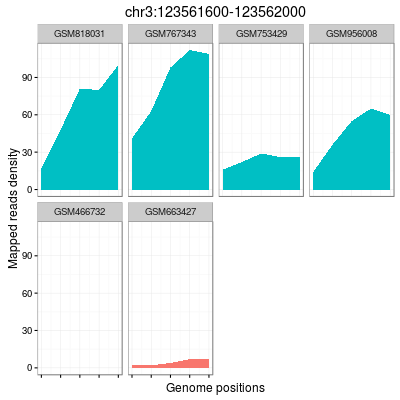 chr3:123561600-123562000
GSM818031 GSM767343 GSM753429 GSM956008
90
60
30
0
Mapped reads density
GSM466732 GSM663427
90
60
30
0
Genome positions